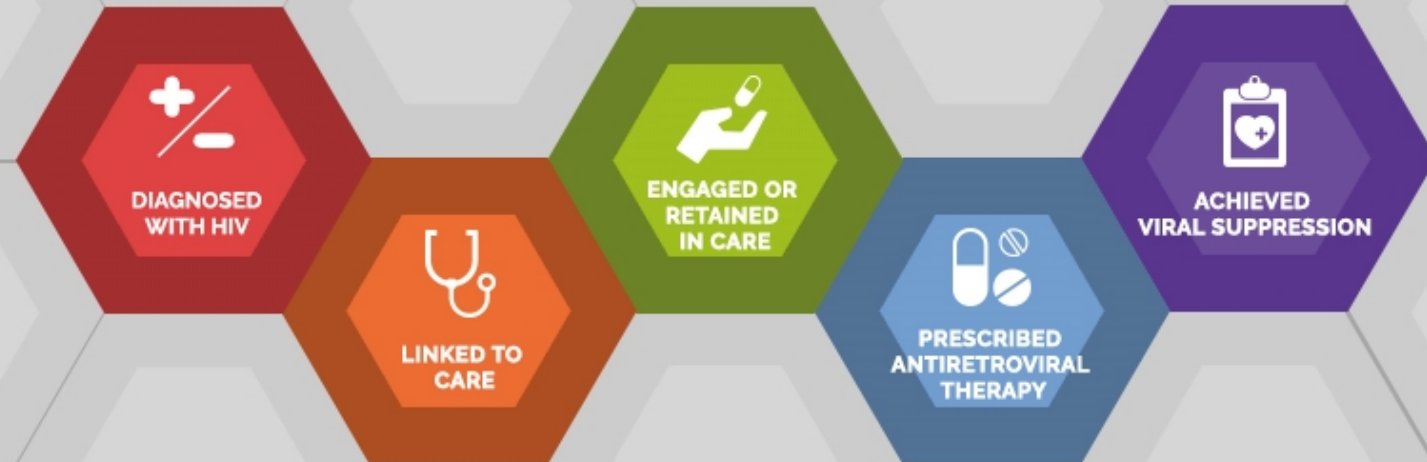 DIAGNOSED
WITH HIV
LINKED TO
CARE
ENGAGED OR
RETAINED
IN CARE
PRESCRIBED
ANTIRETROVIRAL
THERAPY
ACHIEVED
VIRAL SUPPRESSION